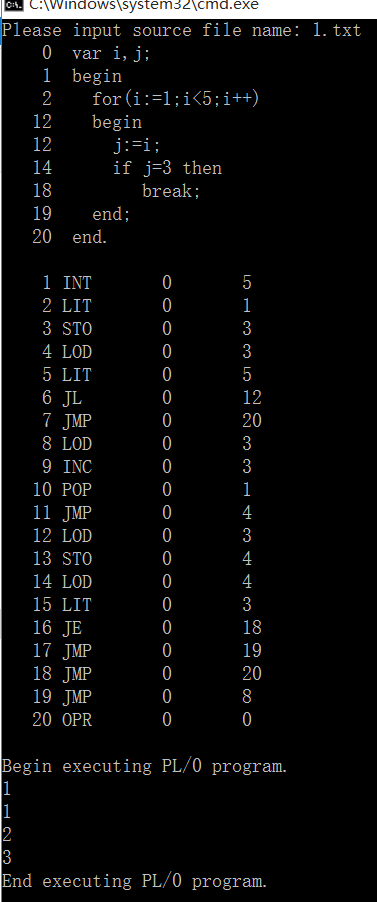 C:\Windows\system32\cmd.exe
Please input source file name: 1.txt
0 var i,j;
1 begin
2 for(i:=1;i<5;i++)
12 begin
12 j:=i;
14 if j=3 then
18 break;
19 end;
20 end.
1 INT 0 5
2 LIT 0 1
3 STO 0 3
4 LOD 0 3
5 LIT 0 5
6 JL 0 12
7 JMP 0 20
8 LOD 0 3
9 INC 0 3
10 POP 0 1
11 JMP 0 4
12 LOD 0 3
13 STO 0 4
14 LOD 0 4
15 LIT 0 3
16 JE 0 18
17 JMP 0 19
18 JMP 0 20
19 JMP 0 8
20 OPR 0 0
Begin executing PL/0 program.
1
1
2
3
End executing PL/0 program.